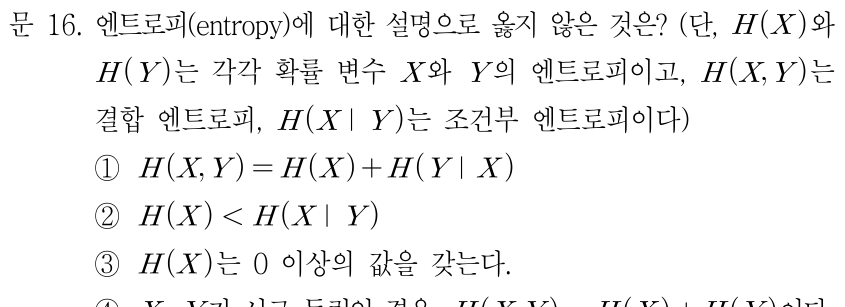 문 16. 엔트로피(entropy)에 대한 설명으로 옳지 않은 것은? (단, H(X)와
H(Y)는 각각 확률 변수 X와 Y의 엔트로피이고, H(X, Y)는
결합 엔트로피, H(X | Y)는 조건부 엔트로피이다)
① H(X, Y) = H(X) + H(Y | X)
② H(X) < H(X | Y)
③ H(X)는 0 이상의 값을 갖는다.